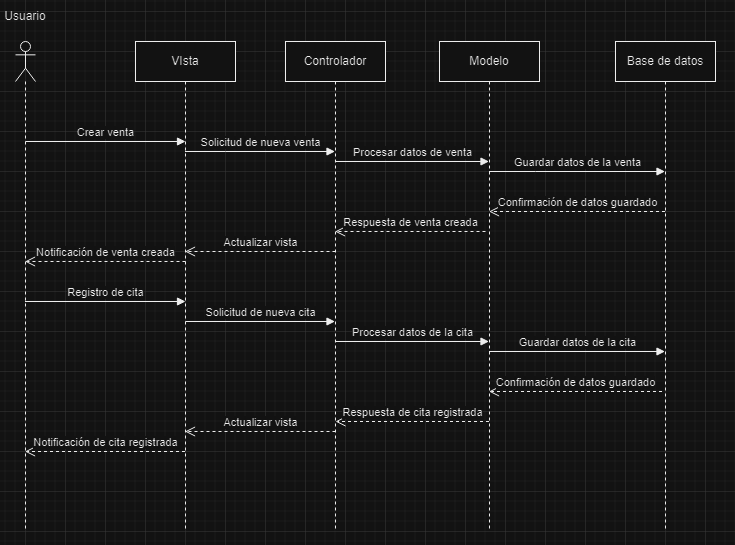 Usuario
VIsta
Controlador
Modelo
Base de datos
Crear venta
Solicitud de nueva venta
Procesar datos de venta
Guardar datos de la venta
Confirmación de datos guardado
Respuesta de venta creada
Actualizar vista
Notificación de venta creada
Registro de cita
Solicitud de nueva cita
Procesar datos de la cita
Guardar datos de la cita
Confirmación de datos guardado
Respuesta de cita registrada
Actualizar vista
Notificación de cita registrada